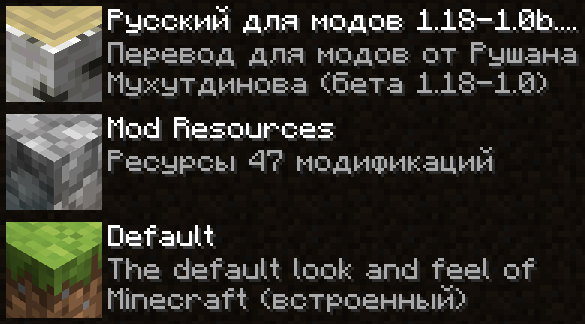 Русский для модов 1.18-1.0b....
Перевод для модов от Рушана
Мухутдинова (бета 1.18-1.0)
Mod Resources
Ресурсы 47 модификаций
Default
The default look and feel of
Minecraft (встроенный)